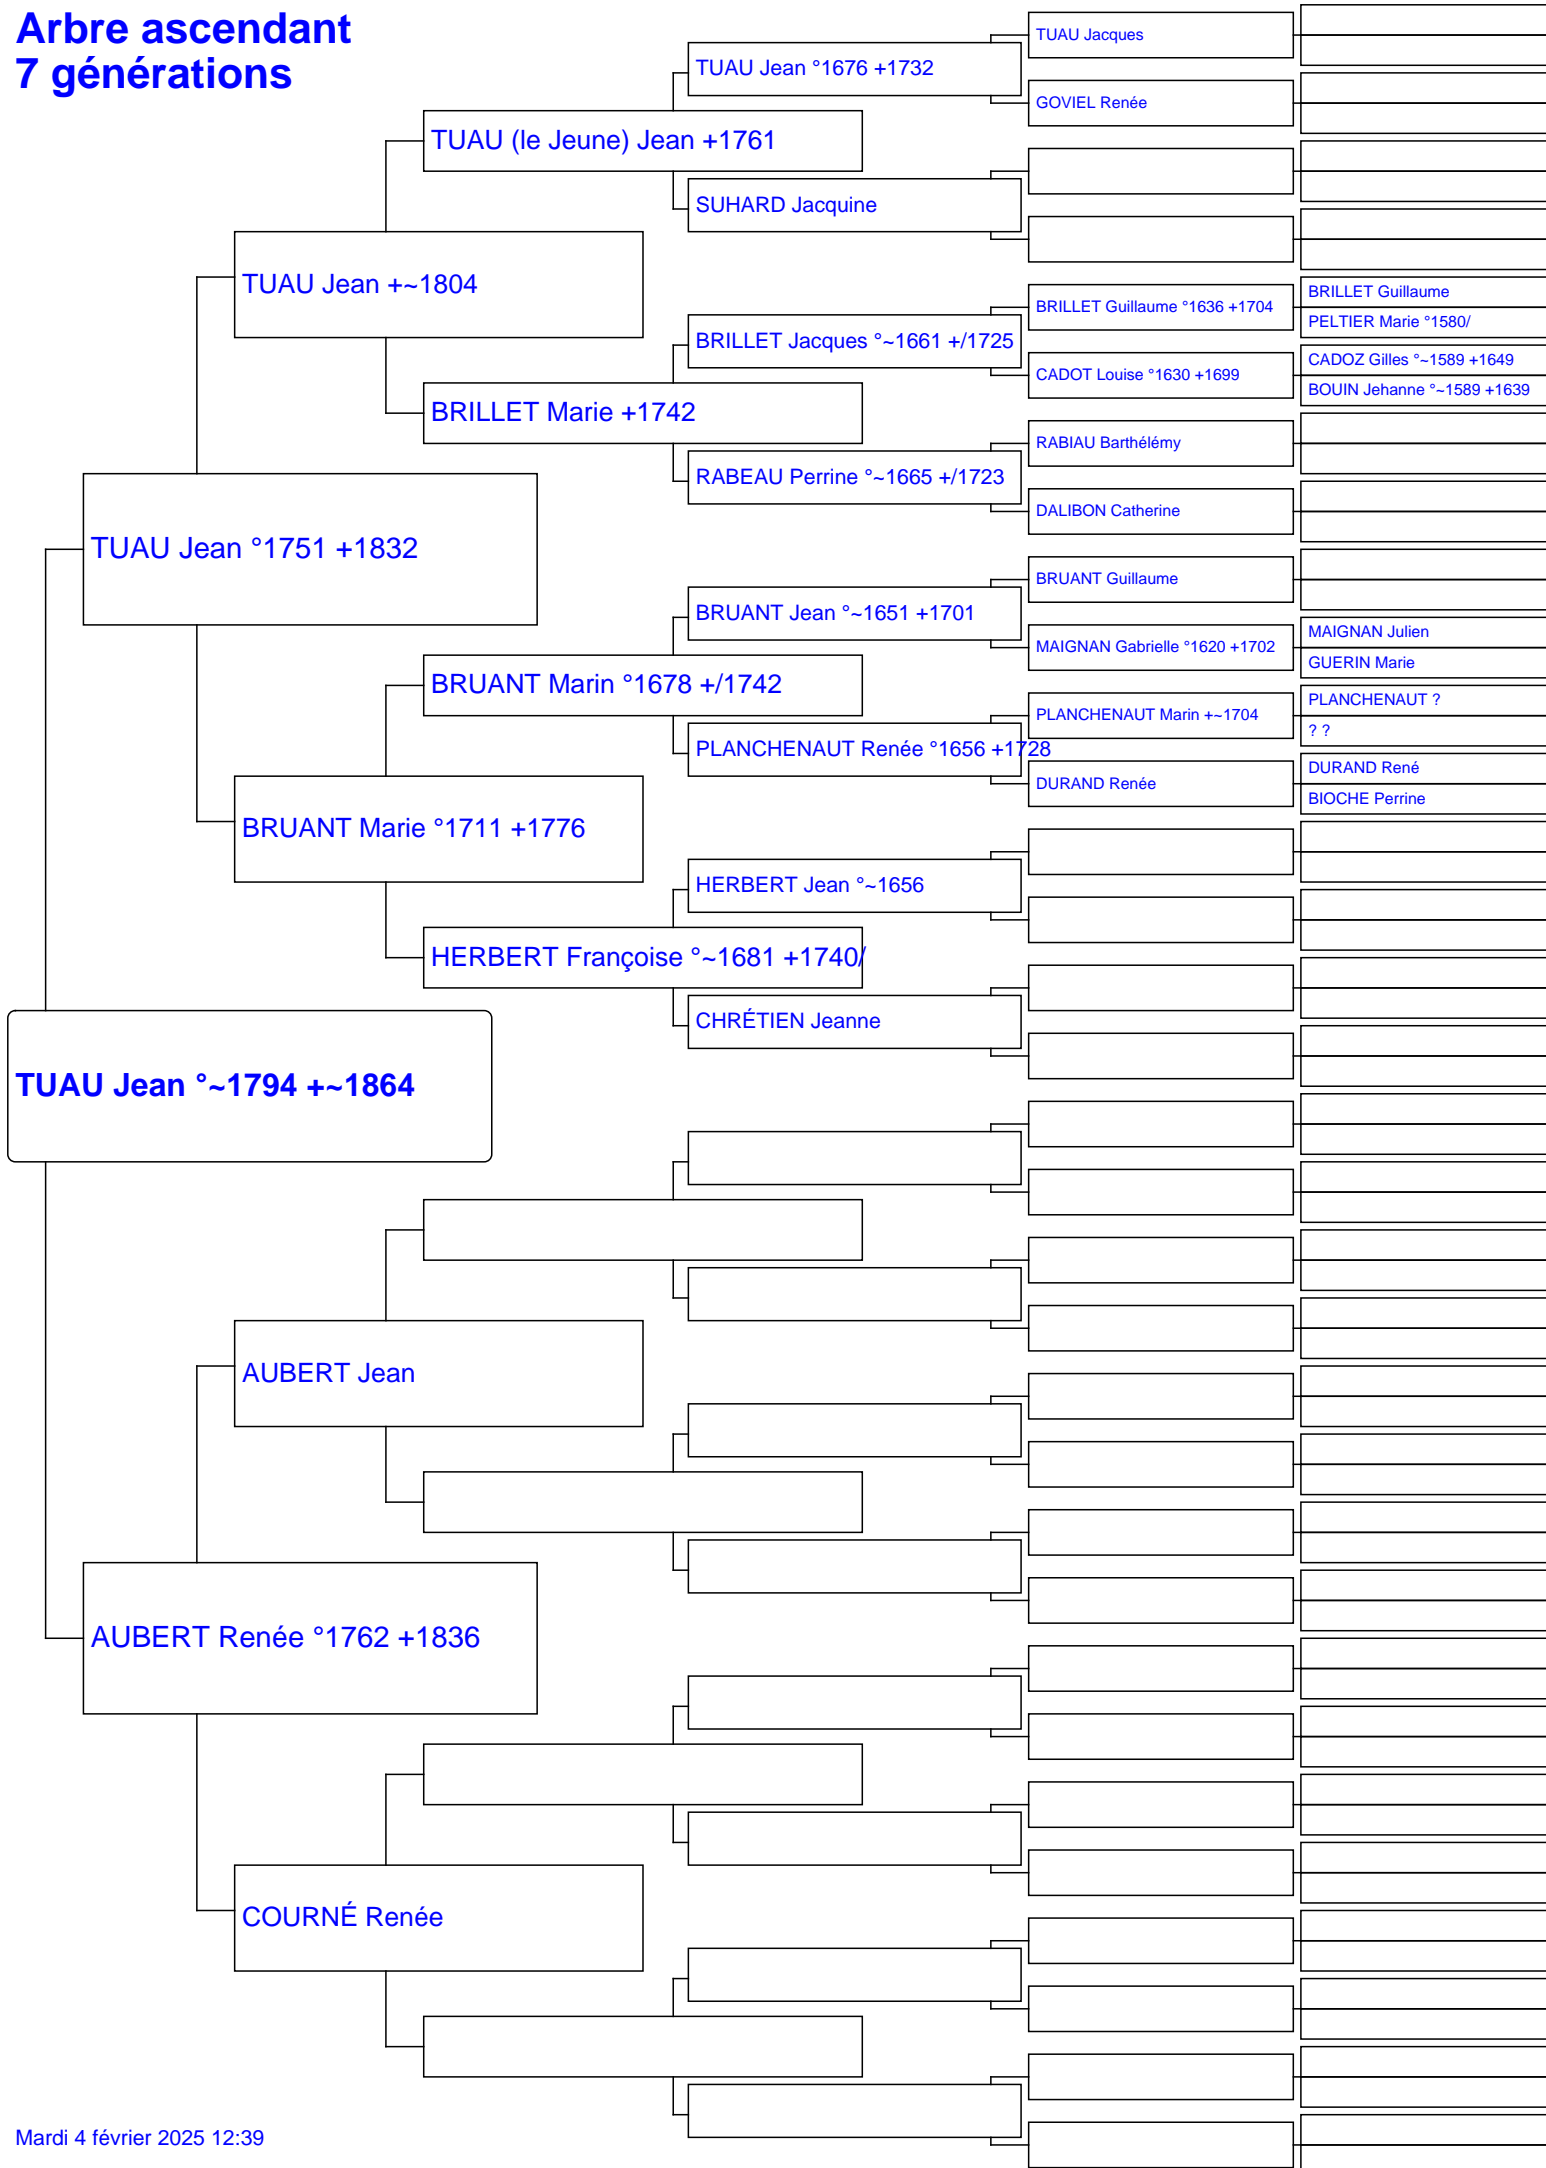 Arbre ascendant
7 générations
TUAU Jacques
TUAU Jean °1676 +1732
GOVIEL Renée
TUAU (le Jeune) Jean +1761
SUHARD Jacquine
TUAU Jean +~1804
BRILLET Guillaume
BRILLET Guillaume °1636 +1704
PELTIER Marie °1580/
BRILLET Jacques °~1661 +/1725
CADOZ Gilles °~1589 +1649
CADOT Louise °1630 +1699
BOUIN Jehanne °~1589 +1639
BRILLET Marie +1742
RABIAU Barthélémy
RABEAU Perrine °~1665 +/1723
DALIBON Catherine
TUAU Jean °1751 +1832
BRUANT Guillaume
BRUANT Jean °~1651 +1701
MAIGNAN Julien
MAIGNAN Gabrielle °1620 +1702
GUERIN Marie
BRUANT Marin °1678 +/1742
PLANCHENAUT ?
PLANCHENAUT Marin +~1704
? ?
PLANCHENAUT Renée °1656 +1728
DURAND René
DURAND Renée
BIOCHE Perrine
BRUANT Marie °1711 +1776
HERBERT Jean °~1656
HERBERT Françoise °~1681 +1740/
CHRÉTIEN Jeanne
TUAU Jean °~1794 +~1864
AUBERT Jean
AUBERT Renée °1762 +1836
COURNÉ Renée
Mardi 4 février 2025 12:39